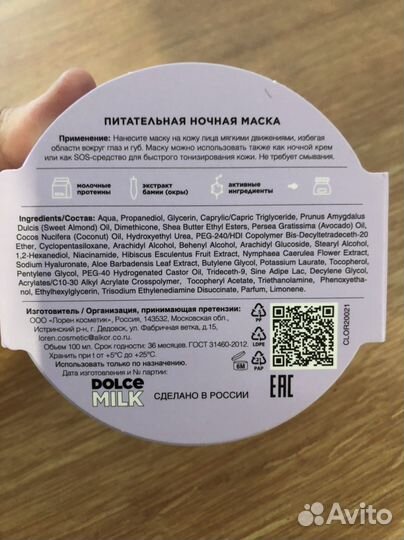 ПИТАТЕЛЬНАЯ НОЧНАЯ МАСКА
Применение: Нанесите маску на кожу лица мягкими движениями, избегая
области вокруг глаз и губ. Маску можно использовать также как ночной крем
или как SOS-средство для быстрого тонизирования кожи. Не требует смывания.
молочные
протеины
экстракт
бамии (окры)
активные
ингредиенты
Ingredients/Состав: Aqua, Propanediol, Glycerin, Caprylic/Capric Triglyceride, Prunus Amygdalus
Dulcis (Sweet Almond) Oil, Dimethicone, Shea Butter Ethyl Esters, Persea Gratissima (Avocado) Oil,
Cocos Nucifera (Coconut) Oil, Hydroxyethyl Urea, PEG-240/HDI Copolymer Bis-Decyltetradeceth-20
Ether, Cyclopentasiloxane, Arachidyl Alcohol, Behenyl Alcohol, Arachidyl Glucoside, Stearyl Alcohol,
1,2-Hexanediol, Niacinamide, Hibiscus Esculentus Fruit Extract, Nymphaea Caerulea Flower Extract,
Sodium Hyaluronate, Aloe Barbadensis Leaf Extract, Butylene Glycol, Potassium Laurate, Tocopherol,
Pentylene Glycol, PEG-40 Hydrogenated Castor Oil, Trideceth-9, Sine Adipe Lac, Decylene Glycol,
Acrylates/C10-30 Alkyl Acrylate Crosspolymer, Tocopheryl Acetate, Triethanolamine, Phenoxyetha-
nol, Ethylhexylglycerin, Trisodium Ethylenediamine Disuccinate, Parfum, Limonene.
Изготовитель / Организация, принимающая претензии:
ООО «Лорен косметик», Россия, 143532, Московская обл.,
Истринский р-н, г. Дедовск, ул. Фабричная ветка, д.15,
loren.cosmetic@alkor.co.ru
Объем 100 мл. Срок годности: 36 месяцев. ГОСТ 31460-2012.
Хранить при t от +5°C до +25°C.
Использовать только по назначению.
Дата изготовления и № партии:
PP
LDPE
PAP
6M
EAC
CLOR20021
DOLCE
MILK
СДЕЛАНО В РОССИИ
Avito